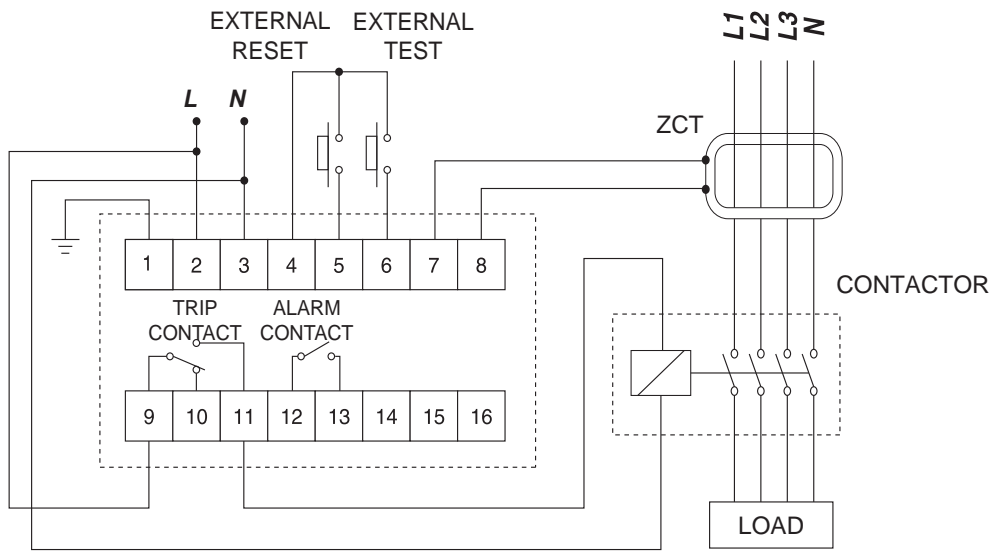 EXTERNAL RESET
EXTERNAL TEST
L1 L2 L3 N
L N
ZCT
1 2 3 4 5 6 7 8
CONTACTOR
TRIP CONTACT
ALARM CONTACT
9 10 11 12 13 14 15 16
LOAD